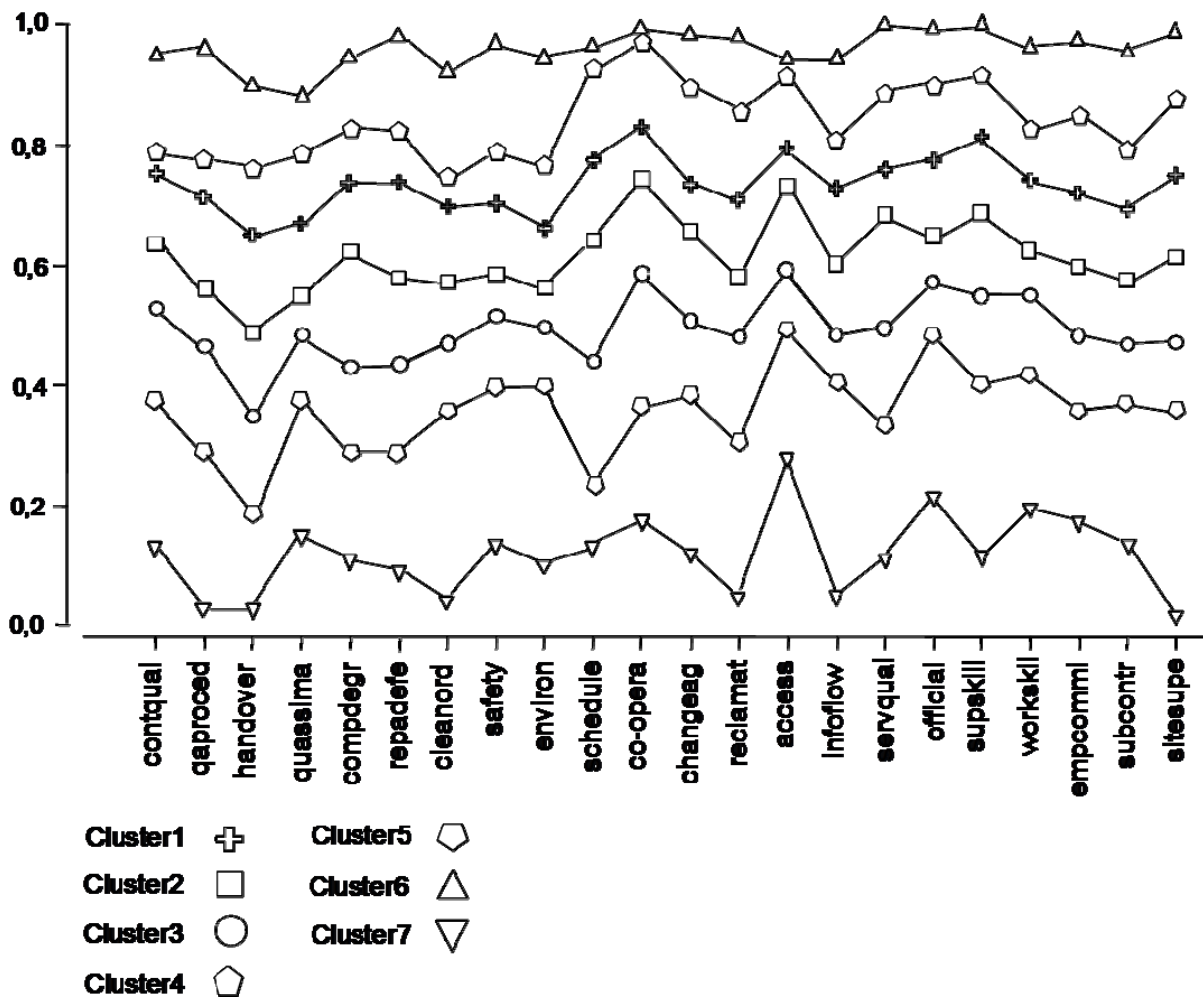 1,0
0,8
0,6
0,4
0,2
0,0
contqual
qaproced
handover
quassima
compdegr
repadefe
cleanord
safety
environ
schedule
co-opera
changeag
reclamat
access
infoflow
servqual
official
supskill
workskil
empcomml
subcontr
sitesupe
Cluster1 Cluster5
Cluster2 Cluster6
Cluster3 Cluster7
Cluster4